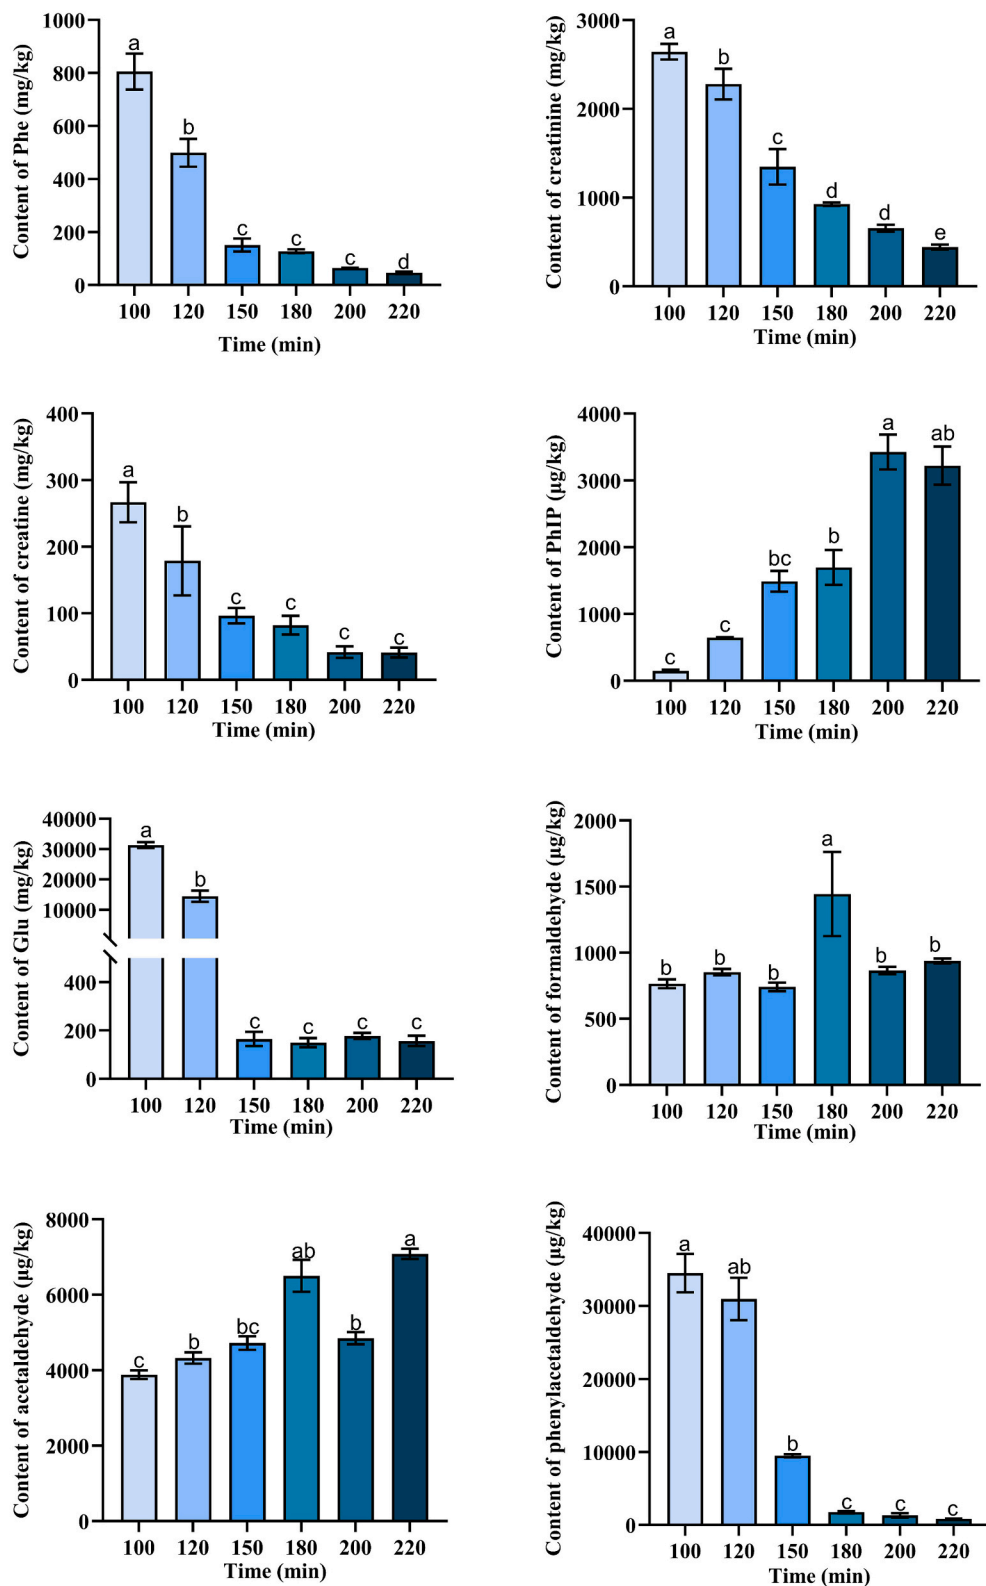 Content of Phe (mg/kg)
1000
800
600
400
200
0
a
b
c
c
c
d
100 120 150 180 200 220
Time (min)
Content of creatinine (mg/kg)
3000
2000
1000
0
a
b
c
d
d
e
100 120 150 180 200 220
Time (min)
Content of creatine (mg/kg)
400
300
200
100
0
a
b
c
c
c
c
100 120 150 180 200 220
Time (min)
Content of PhIP (μg/kg)
4000
3000
2000
1000
0
c
c
bc
b
a
ab
100 120 150 180 200 220
Time (min)
Content of Glu (mg/kg)
40000
30000
20000
10000
400
200
0
a
b
c
c
c
c
100 120 150 180 200 220
Time (min)
Content of formaldehyde (μg/kg)
2000
1500
1000
500
0
b
b
b
a
b
b
100 120 150 180 200 220
Time (min)
Content of acetaldehyde (μg/kg)
8000
6000
4000
2000
0
c
b
bc
ab
b
a
100 120 150 180 200 220
Time (min)
Content of phenylacetaldehyde (μg/kg)
40000
30000
20000
10000
0
a
ab
b
c
c
c
100 120 150 180 200 220
Time (min)